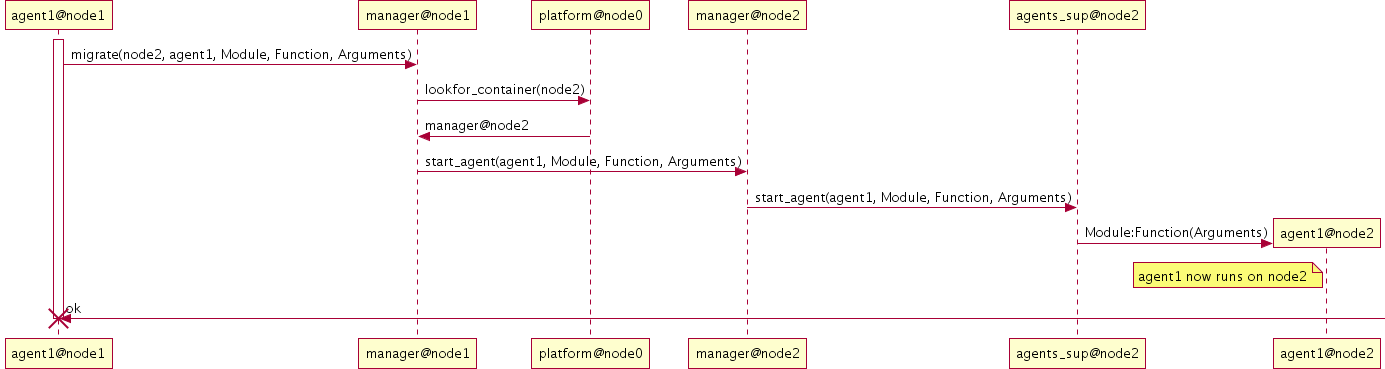 agent1@node1
manager@node1
platform@node0
manager@node2
agents_sup@node2
migrate(node2, agent1, Module, Function, Arguments)
lookfor_container(node2)
manager@node2
start_agent(agent1, Module, Function, Arguments)
start_agent(agent1, Module, Function, Arguments)
Module:Function(Arguments)
agent1@node2
agent1 now runs on node2
ok
agent1@node1
manager@node1
platform@node0
manager@node2
agents_sup@node2
agent1@node2